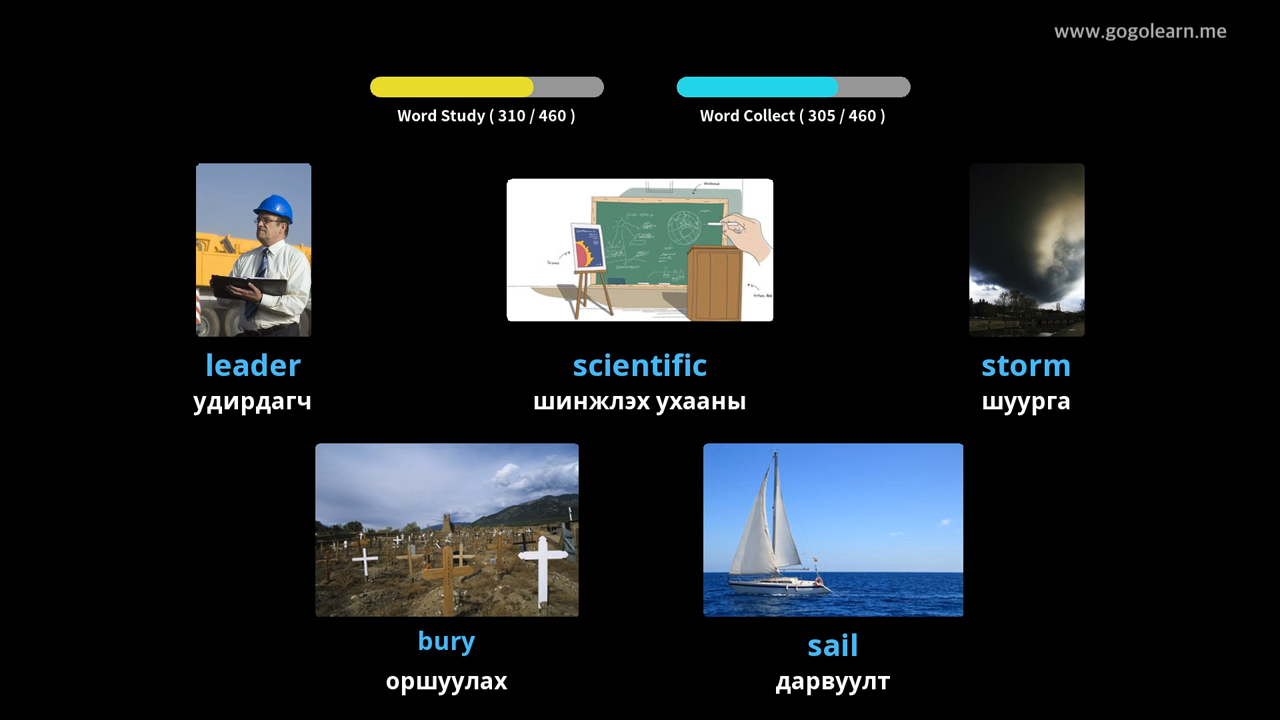 www.gogolearn.me
Word Study ( 310 / 460 )
Word Collect ( 305 / 460 )
leader
scientific
storm
удирдагч
шинжлэх ухааны
шуурга
bury
sail
оршуулах
дарвуулт